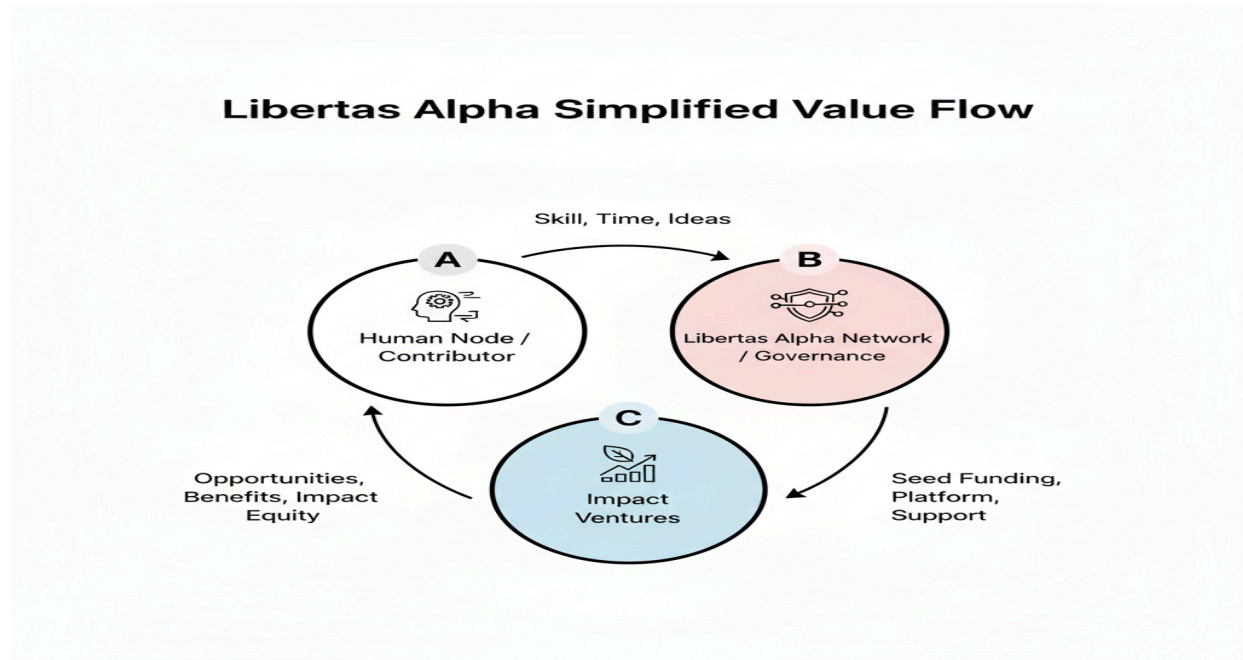 Libertas Alpha Simplified Value Flow
Skill, Time, Ideas
A
Human Node /
Contributor
B
Libertas Alpha Network
/ Governance
C
Impact
Ventures
Opportunities,
Benefits, Impact
Equity
Seed Funding,
Platform,
Support